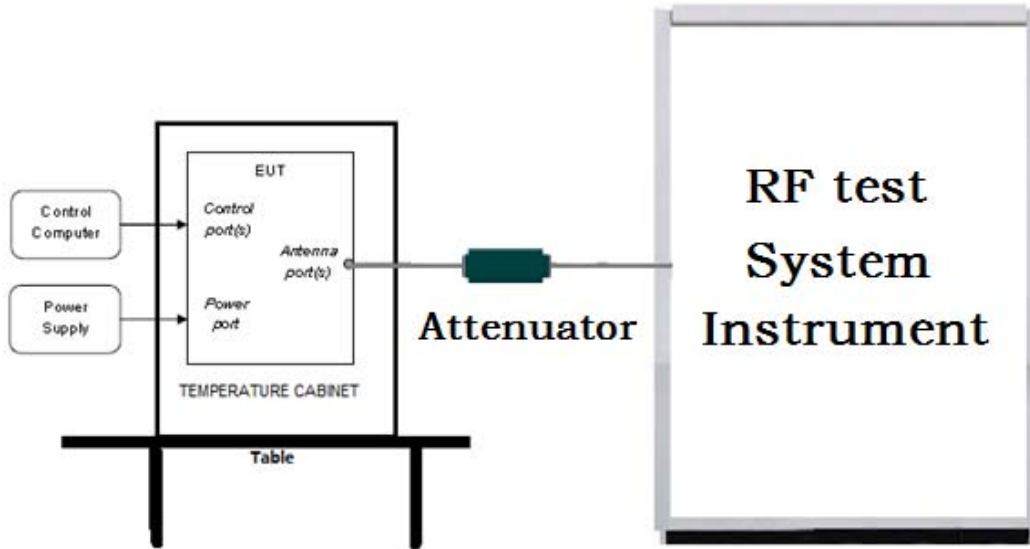 EUT
Control
Computer
Control
port(s)
Antenna
port(s)
Power
Supply
Power
port
TEMPERATURE CABINET
Table
Attenuator
RF test
System
Instrument